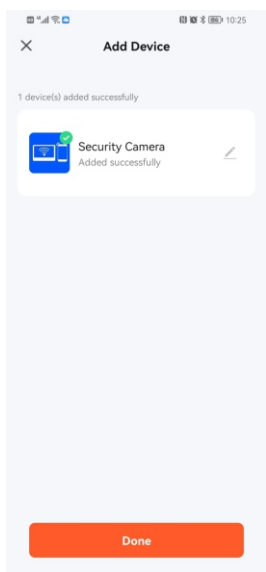 10:25
Add Device
1 device(s) added successfully
Security Camera
Added successfully
Done